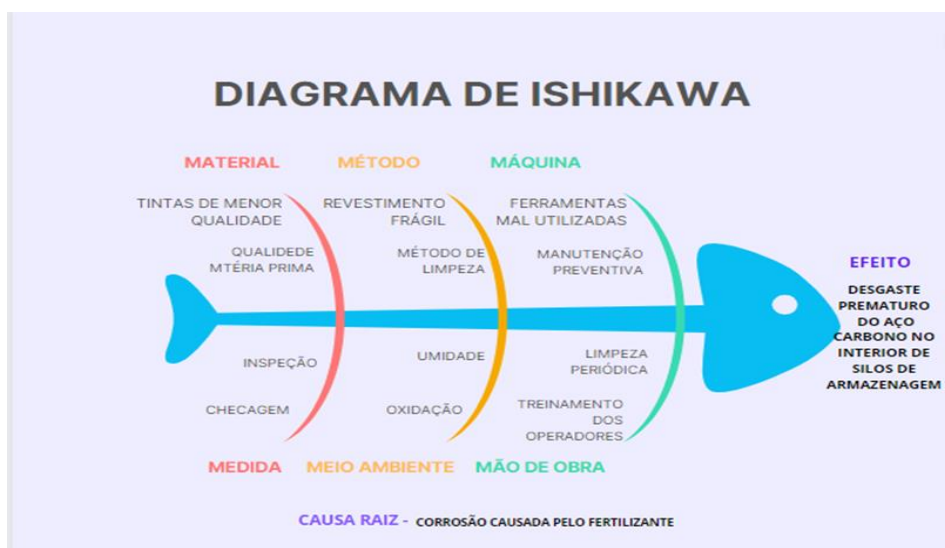 DIAGRAMA DE ISHIKAWA
MATERIAL
MÉTODO
MÁQUINA
TINTAS DE MENOR
QUALIDADE
REVESTIMENTO
FRÁGIL
FERRAMENTAS
MAL UTILIZADAS
QUALIDEDE
MTÉRIA PRIMA
MÉTODO DE
LIMPEZA
MANUTENÇÃO
PREVENTIVA
EFEITO
DESGASTE
PREMATURO
DO AÇO
CARBONO NO
INTERIOR DE
SILOS DE
ARMAZENAGEM
INSPEÇÃO
UMIDADE
LIMPEZA
PERIÓDICA
CHECAGEM
OXIDAÇÃO
TREINAMENTO
DOS
OPERADORES
MEDIDA
MEIO AMBIENTE
MÃO DE OBRA
CAUSA RAIZ - CORROSÃO CAUSADA PELO FERTILIZANTE